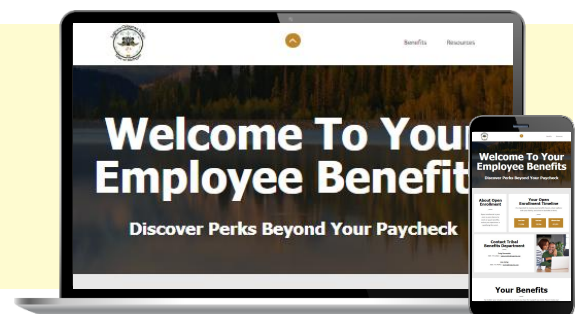 Benefits Resources
Welcome To Your
Employee Benefit
Discover Perks Beyond Your Paycheck
Welcome To Your
Employee Benefits
Discover Perks Beyond Your Paycheck
About Open
Enrollment
Your Open
Enrollment Timeline
Contact Tribal
Benefits Department
Your Benefits